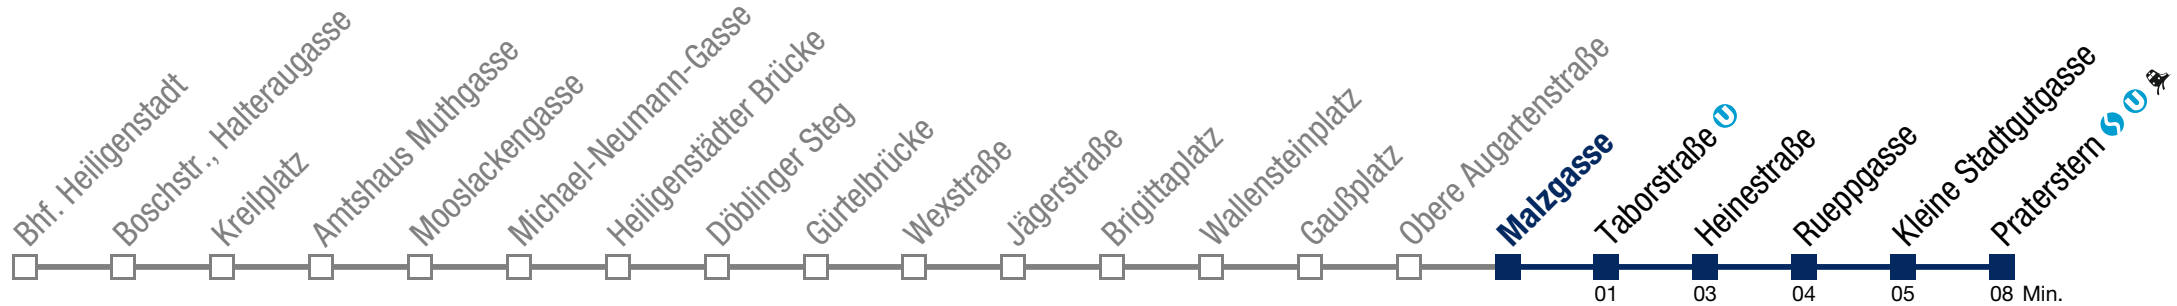 Bhf. Heiligenstadt
Boschstr., Halteraugasse
Kreilplatz
Amtshaus Muthgasse
Mooslackengasse
Michael-Neumann-Gasse
Heiligenstädter Brücke
Döblinger Steg
Gürtelbrücke
Wexstraße
Jägerstraße
Brigittaplatz
Wallensteinplatz
Gaußplatz
Obere Augartenstraße
Malzgasse
Taborstraße U
Heinestraße
Rueppgasse
Kleine Stadtgutgasse
Praterstern S U
01 03 04 05 08 Min.